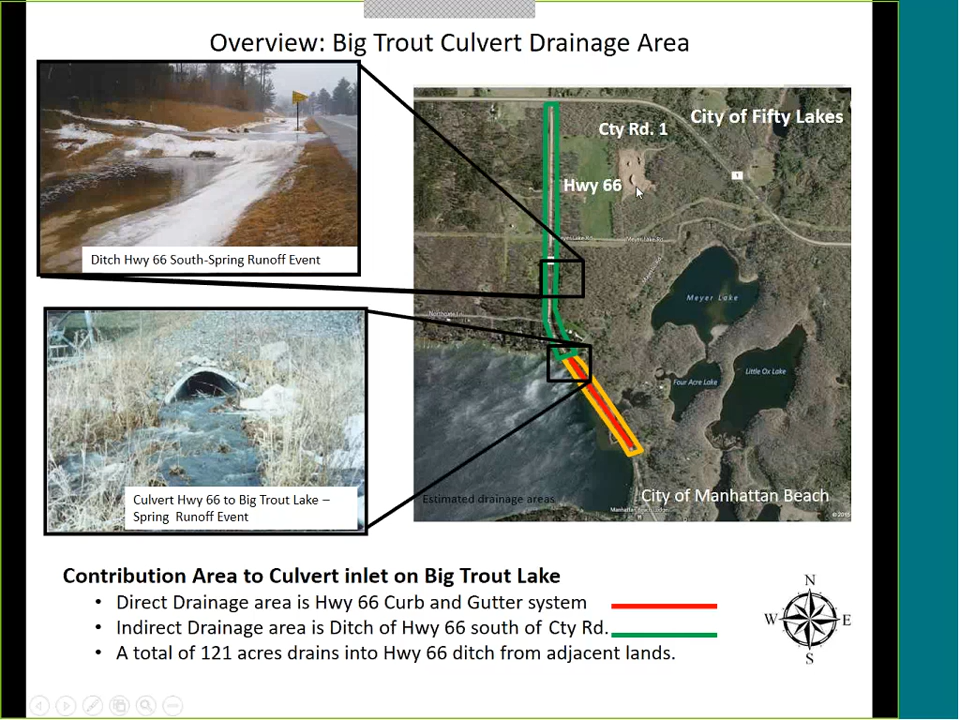 Overview: Big Trout Culvert Drainage Area
Ditch Hwy 66 South-Spring Runoff Event
Culvert Hwy 66 to Big Trout Lake –
Spring Runoff Event
City of Fifty Lakes
Cty Rd. 1
1
Hwy 66
Meyer Lake Rd
Meyer Lake
Little Ox Lake
Four Acre Lake
Estimated drainage areas
City of Manhattan Beach
Contribution Area to Culvert inlet on Big Trout Lake
• Direct Drainage area is Hwy 66 Curb and Gutter system
• Indirect Drainage area is Ditch of Hwy 66 south of Cty Rd.
• A total of 121 acres drains into Hwy 66 ditch from adjacent lands.
N
W E
S